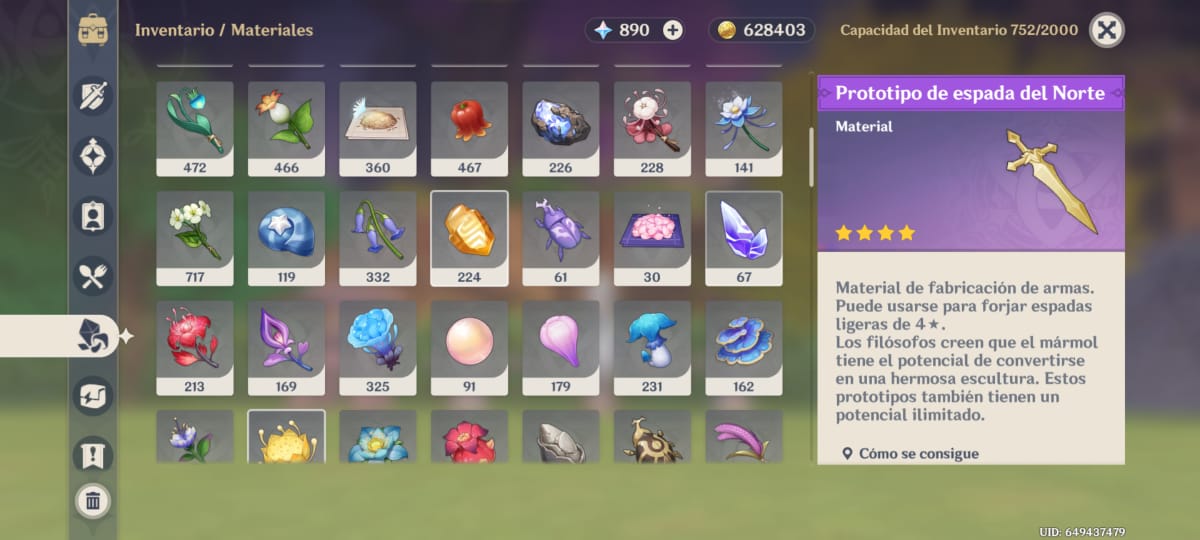 Inventario / Materiales
890
628403
Capacidad del Inventario 752/2000
472 466 360 467 226 228 141
717 119 332 224 61 30 67
213 169 325 91 179 231 162
Prototipo de espada del Norte
Material
Material de fabricación de armas.
Puede usarse para forjar espadas
ligeras de 4★.
Los filósofos creen que el mármol
tiene el potencial de convertirse
en una hermosa escultura. Estos
prototipos también tienen un
potencial ilimitado.
Cómo se consigue
UID: 649437479